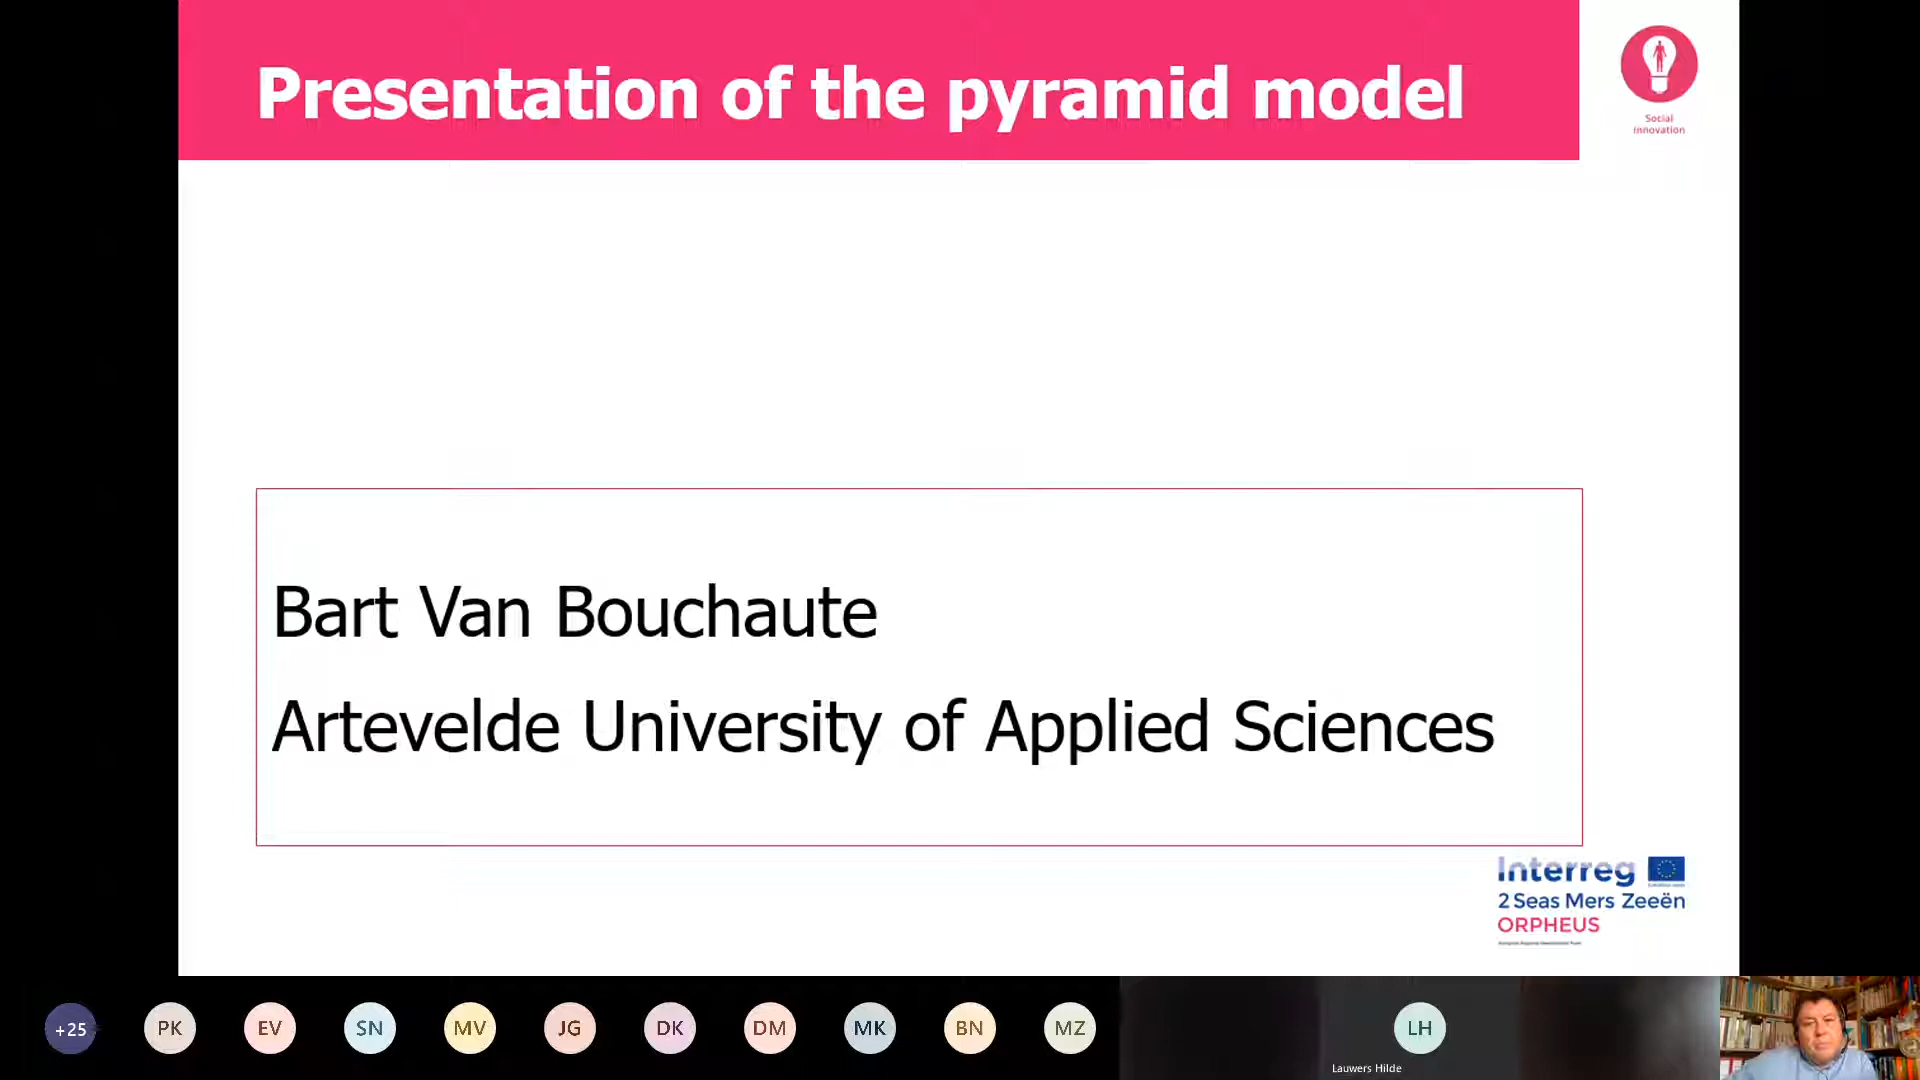 Presentation of the pyramid model
Social
innovation
Bart Van Bouchaute
Artevelde University of Applied Sciences
Interreg
2 Seas Mers Zeeën
ORPHEUS
+25
PK
EV
SN
MV
JG
DK
DM
MK
BN
MZ
LH
Lauwers Hilde